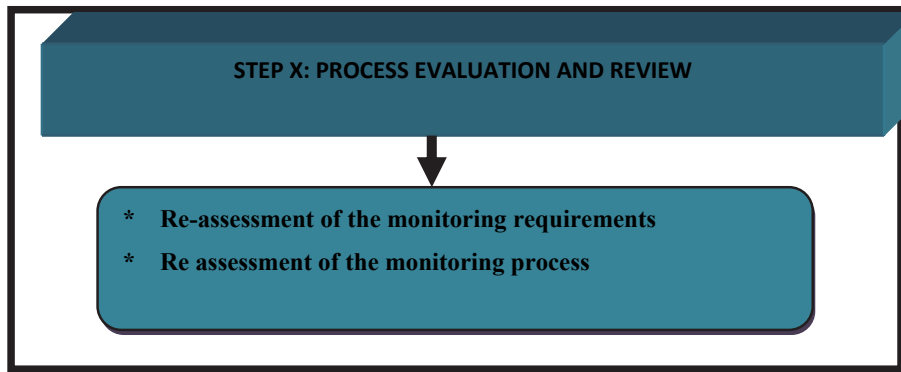 STEP X: PROCESS EVALUATION AND REVIEW
* Re-assessment of the monitoring requirements
* Re assessment of the monitoring process